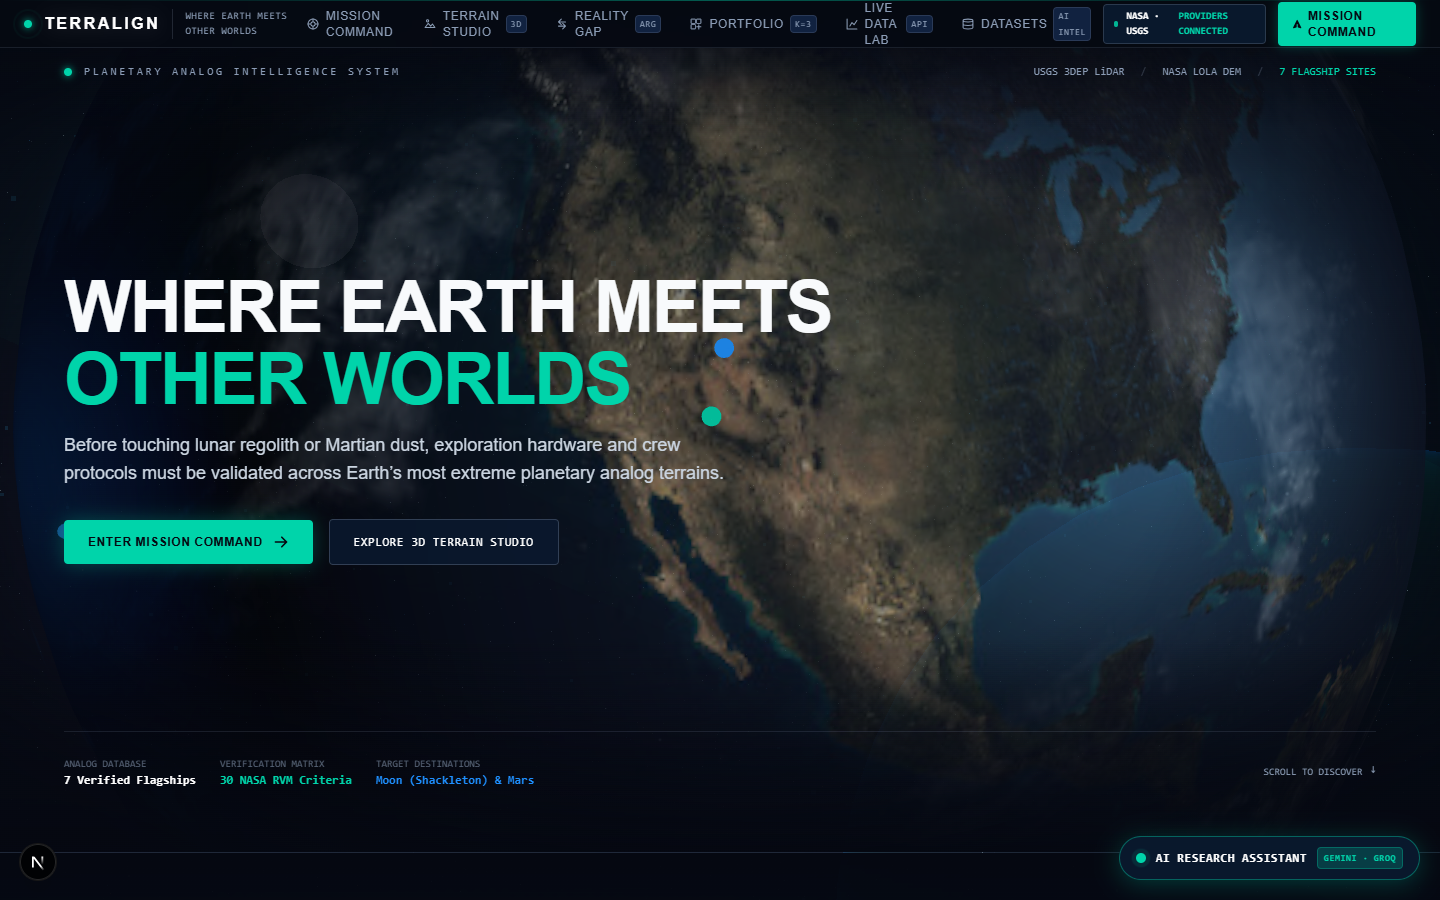 TERRALIGN
WHERE EARTH MEETS
OTHER WORLDS
MISSION
COMMAND
TERRAIN
STUDIO
3D
REALITY
GAP
ARG
PORTFOLIO
K=3
LIVE
DATA
LAB
API
DATASETS
AI
INTEL
NASA ·
USGS
PROVIDERS
CONNECTED
MISSION
COMMAND
PLANETARY ANALOG INTELLIGENCE SYSTEM
USGS 3DEP LiDAR / NASA LOLA DEM / 7 FLAGSHIP SITES
WHERE EARTH MEETS
OTHER WORLDS
Before touching lunar regolith or Martian dust, exploration hardware and crew
protocols must be validated across Earth’s most extreme planetary analog terrains.
ENTER MISSION COMMAND →
EXPLORE 3D TERRAIN STUDIO
ANALOG DATABASE
7 Verified Flagships
VERIFICATION MATRIX
30 NASA RVM Criteria
TARGET DESTINATIONS
Moon (Shackleton) & Mars
SCROLL TO DISCOVER ↓
N
AI RESEARCH ASSISTANT
GEMINI · GROQ